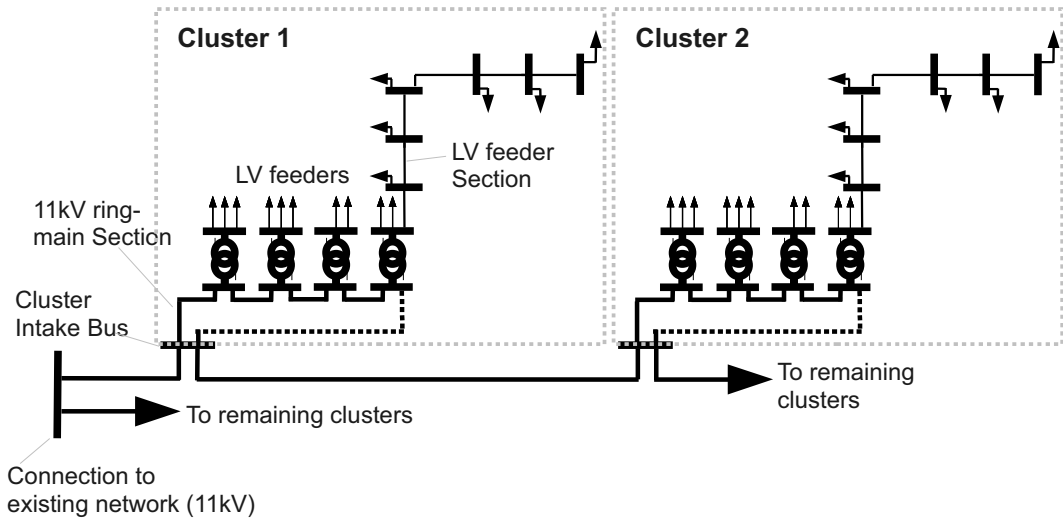 Cluster 1
Cluster 2
LV feeder
Section
LV feeders
11kV ring-
main Section
Cluster
Intake Bus
To remaining clusters
To remaining
clusters
Connection to
existing network (11kV)